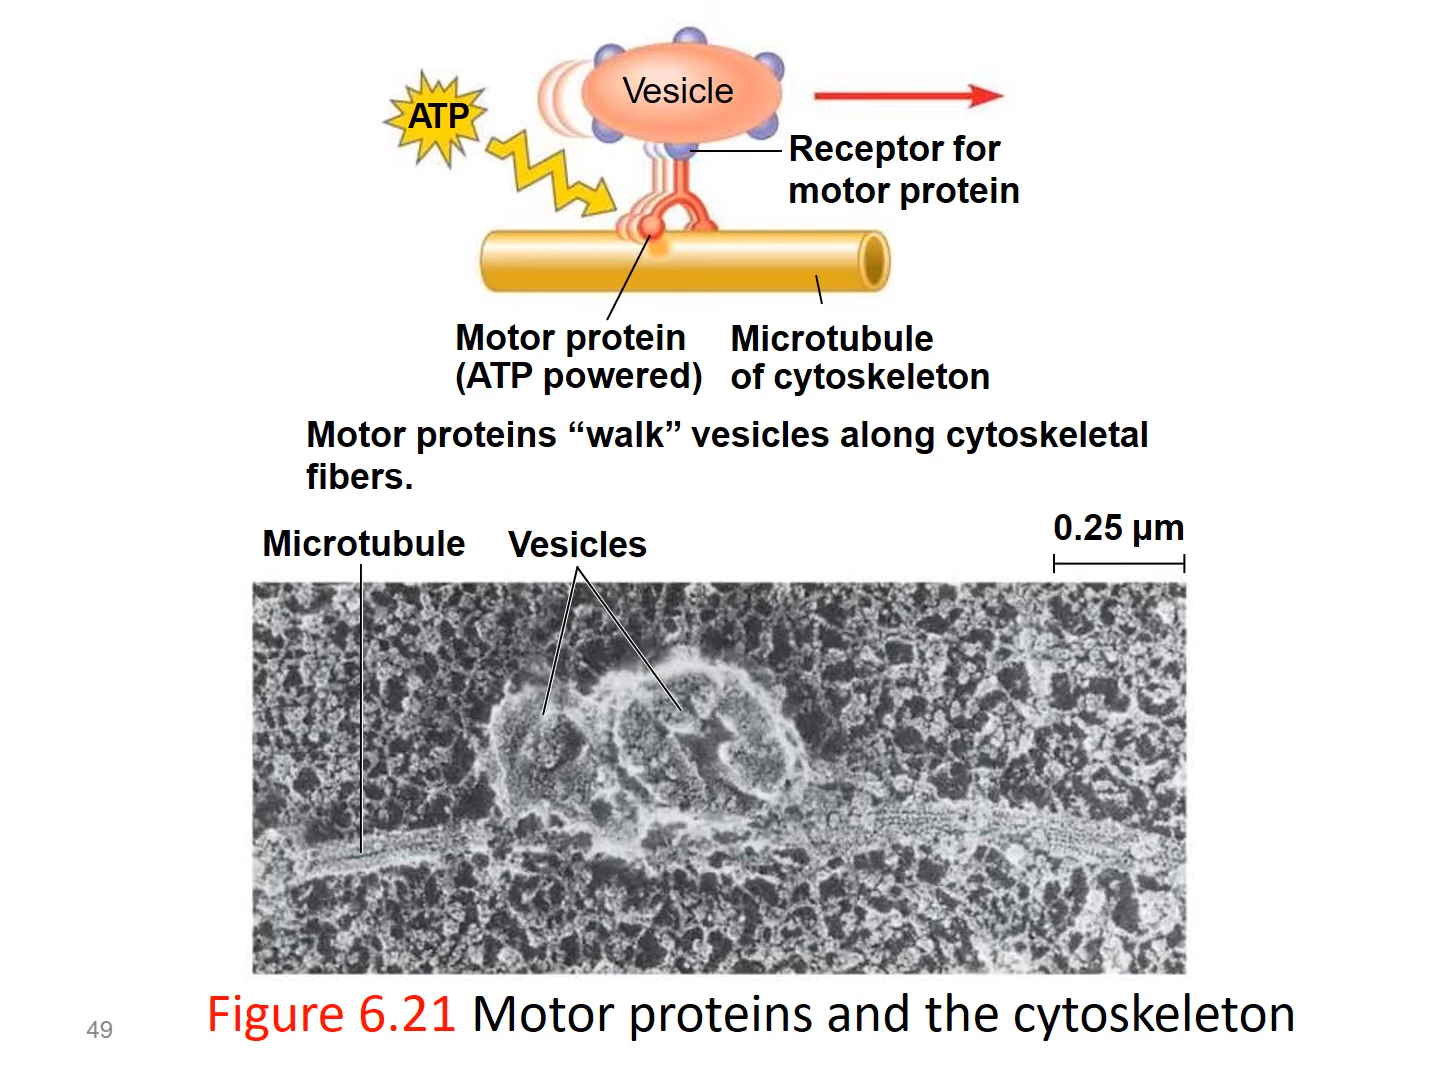 Vesicle
ATP
Receptor for
motor protein
Motor protein
(ATP powered)
Microtubule
of cytoskeleton
Motor proteins “walk” vesicles along cytoskeletal
fibers.
Microtubule
Vesicles
0.25 µm
Figure 6.21 Motor proteins and the cytoskeleton
49